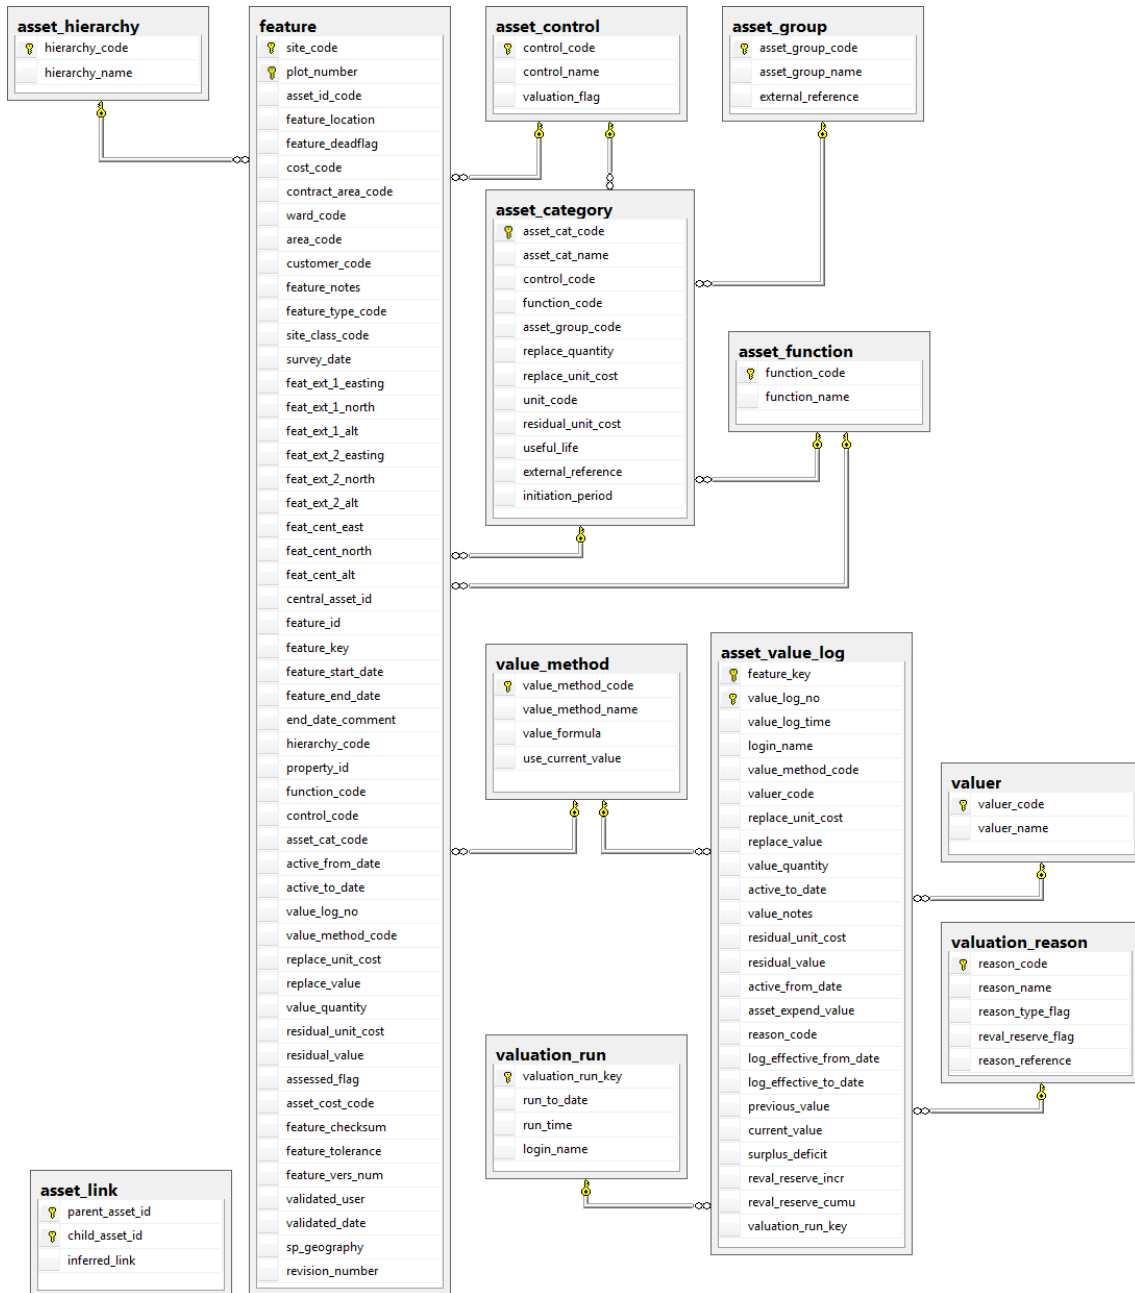 asset_hierarchy
hierarchy_code
hierarchy_name
feature
site_code
plot_number
asset_id_code
feature_location
feature_deadflag
cost_code
contract_area_code
ward_code
area_code
customer_code
feature_notes
feature_type_code
site_class_code
survey_date
feat_ext_1_easting
feat_ext_1_north
feat_ext_1_alt
feat_ext_2_easting
feat_ext_2_north
feat_ext_2_alt
feat_cent_east
feat_cent_north
feat_cent_alt
central_asset_id
feature_id
feature_key
feature_start_date
feature_end_date
end_date_comment
hierarchy_code
property_id
function_code
control_code
asset_cat_code
active_from_date
active_to_date
value_log_no
value_method_code
replace_unit_cost
replace_value
value_quantity
residual_unit_cost
residual_value
assessed_flag
asset_cost_code
feature_checksum
feature_tolerance
feature_vers_num
validated_user
validated_date
sp_geography
revision_number
asset_control
control_code
control_name
valuation_flag
asset_group
asset_group_code
asset_group_name
external_reference
asset_category
asset_cat_code
asset_cat_name
control_code
function_code
asset_group_code
replace_quantity
replace_unit_cost
unit_code
residual_unit_cost
useful_life
external_reference
initiation_period
asset_function
function_code
function_name
value_method
value_method_code
value_method_name
value_formula
use_current_value
asset_value_log
feature_key
value_log_no
value_log_time
login_name
value_method_code
valuer_code
replace_unit_cost
replace_value
value_quantity
active_to_date
value_notes
residual_unit_cost
residual_value
active_from_date
asset_expend_value
reason_code
log_effective_from_date
log_effective_to_date
previous_value
current_value
surplus_deficit
reval_reserve_incr
reval_reserve_cumu
valuation_run_key
valuer
valuer_code
valuer_name
valuation_reason
reason_code
reason_name
reason_type_flag
reval_reserve_flag
reason_reference
valuation_run
valuation_run_key
run_to_date
run_time
login_name
asset_link
parent_asset_id
child_asset_id
inferred_link